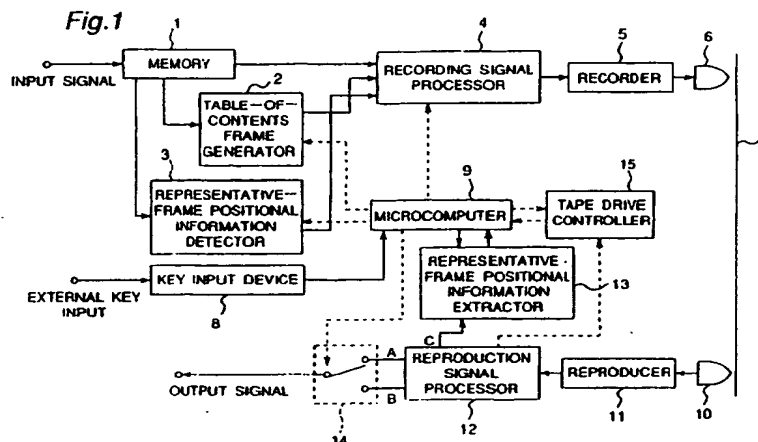 Fig.1
1
4
5
6
INPUT SIGNAL
MEMORY
2
RECORDING SIGNAL
PROCESSOR
RECORDER
TABLE-OF-
CONTENTS
FRAME
GENERATOR
3
9
15
REPRESENTATIVE-
FRAME POSITIONAL
INFORMATION
DETECTOR
MICROCOMPUTER
TAPE DRIVE
CONTROLLER
KEY INPUT DEVICE
EXTERNAL KEY
INPUT
8
REPRESENTATIVE-
FRAME POSITIONAL
INFORMATION
EXTRACTOR
13
C
A
OUTPUT SIGNAL
B
REPRODUCTION
SIGNAL
PROCESSOR
REPRODUCER
14
12
11
10